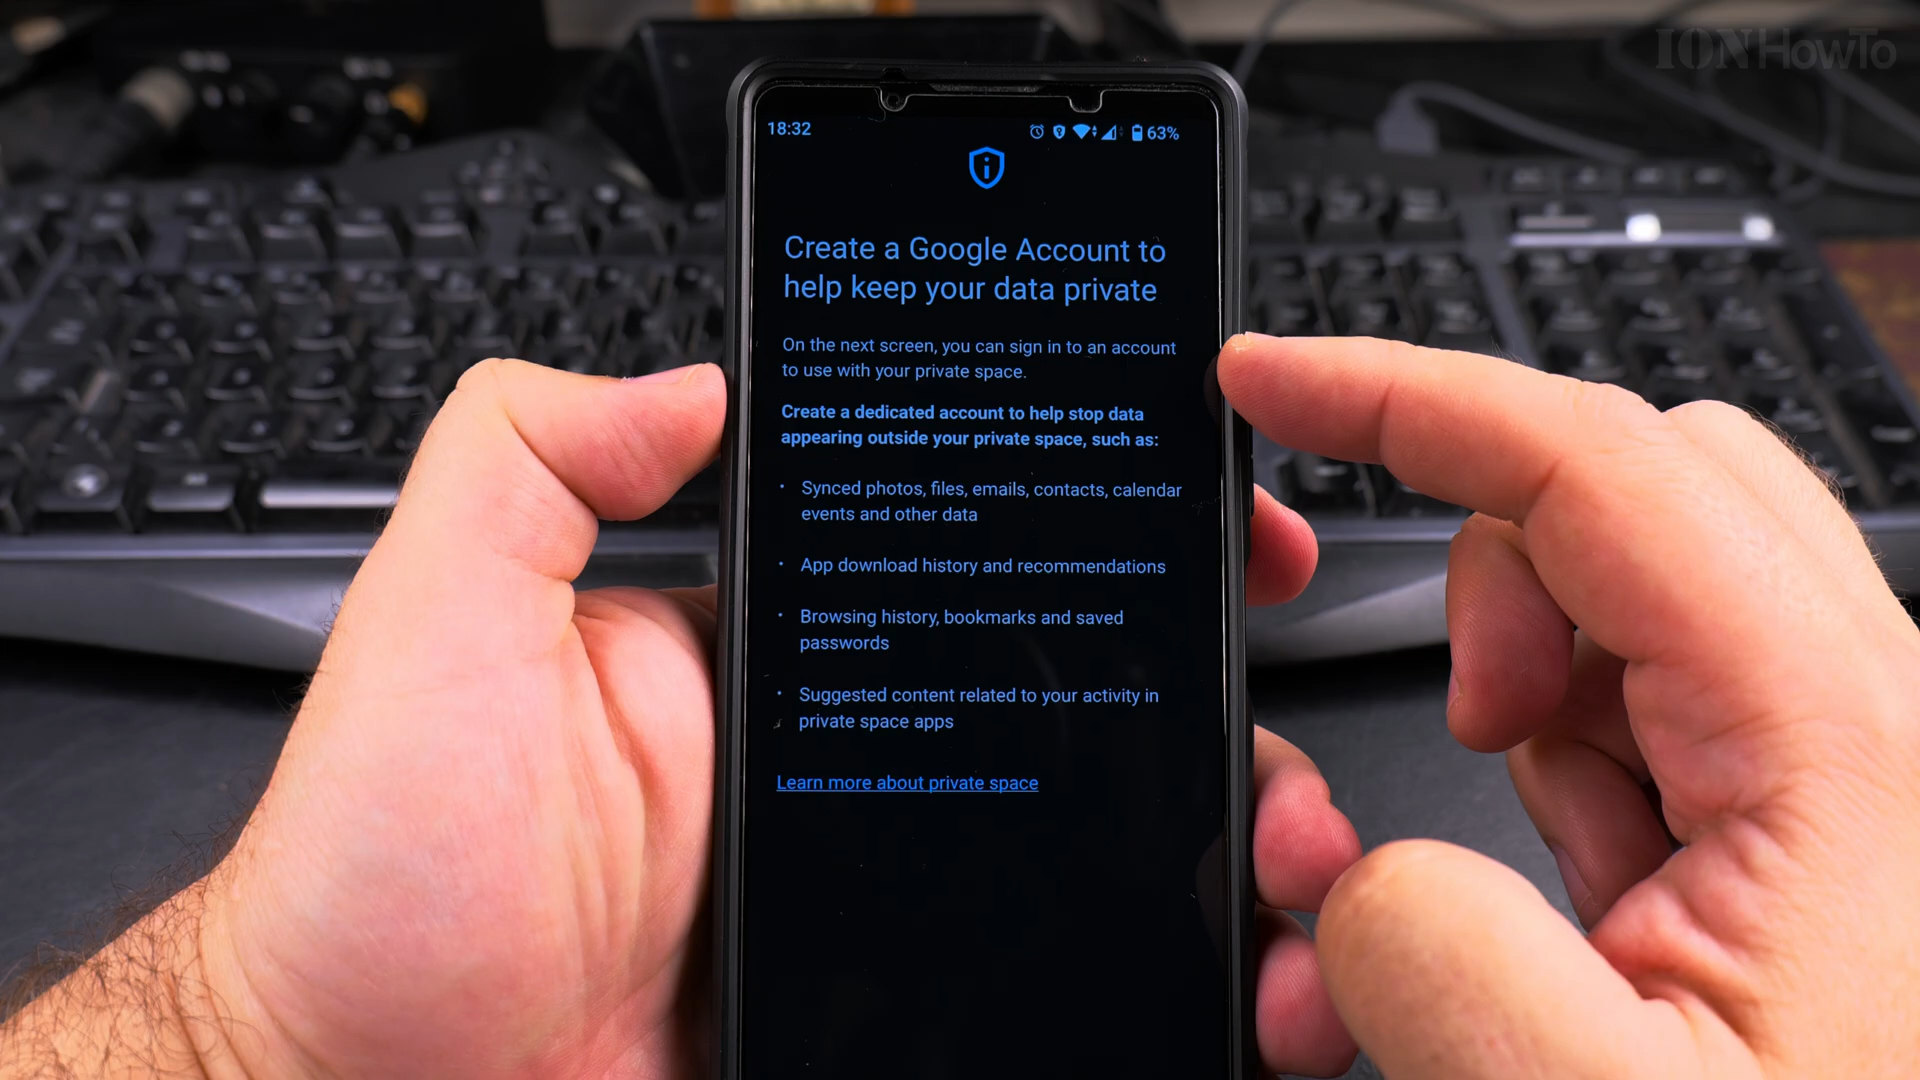 IONHowTo
18:32
63%
Create a Google Account to
help keep your data private
On the next screen, you can sign in to an account
to use with your private space.
Create a dedicated account to help stop data
appearing outside your private space, such as:
• Synced photos, files, emails, contacts, calendar
events and other data
• App download history and recommendations
• Browsing history, bookmarks and saved
passwords
• Suggested content related to your activity in
private space apps
Learn more about private space